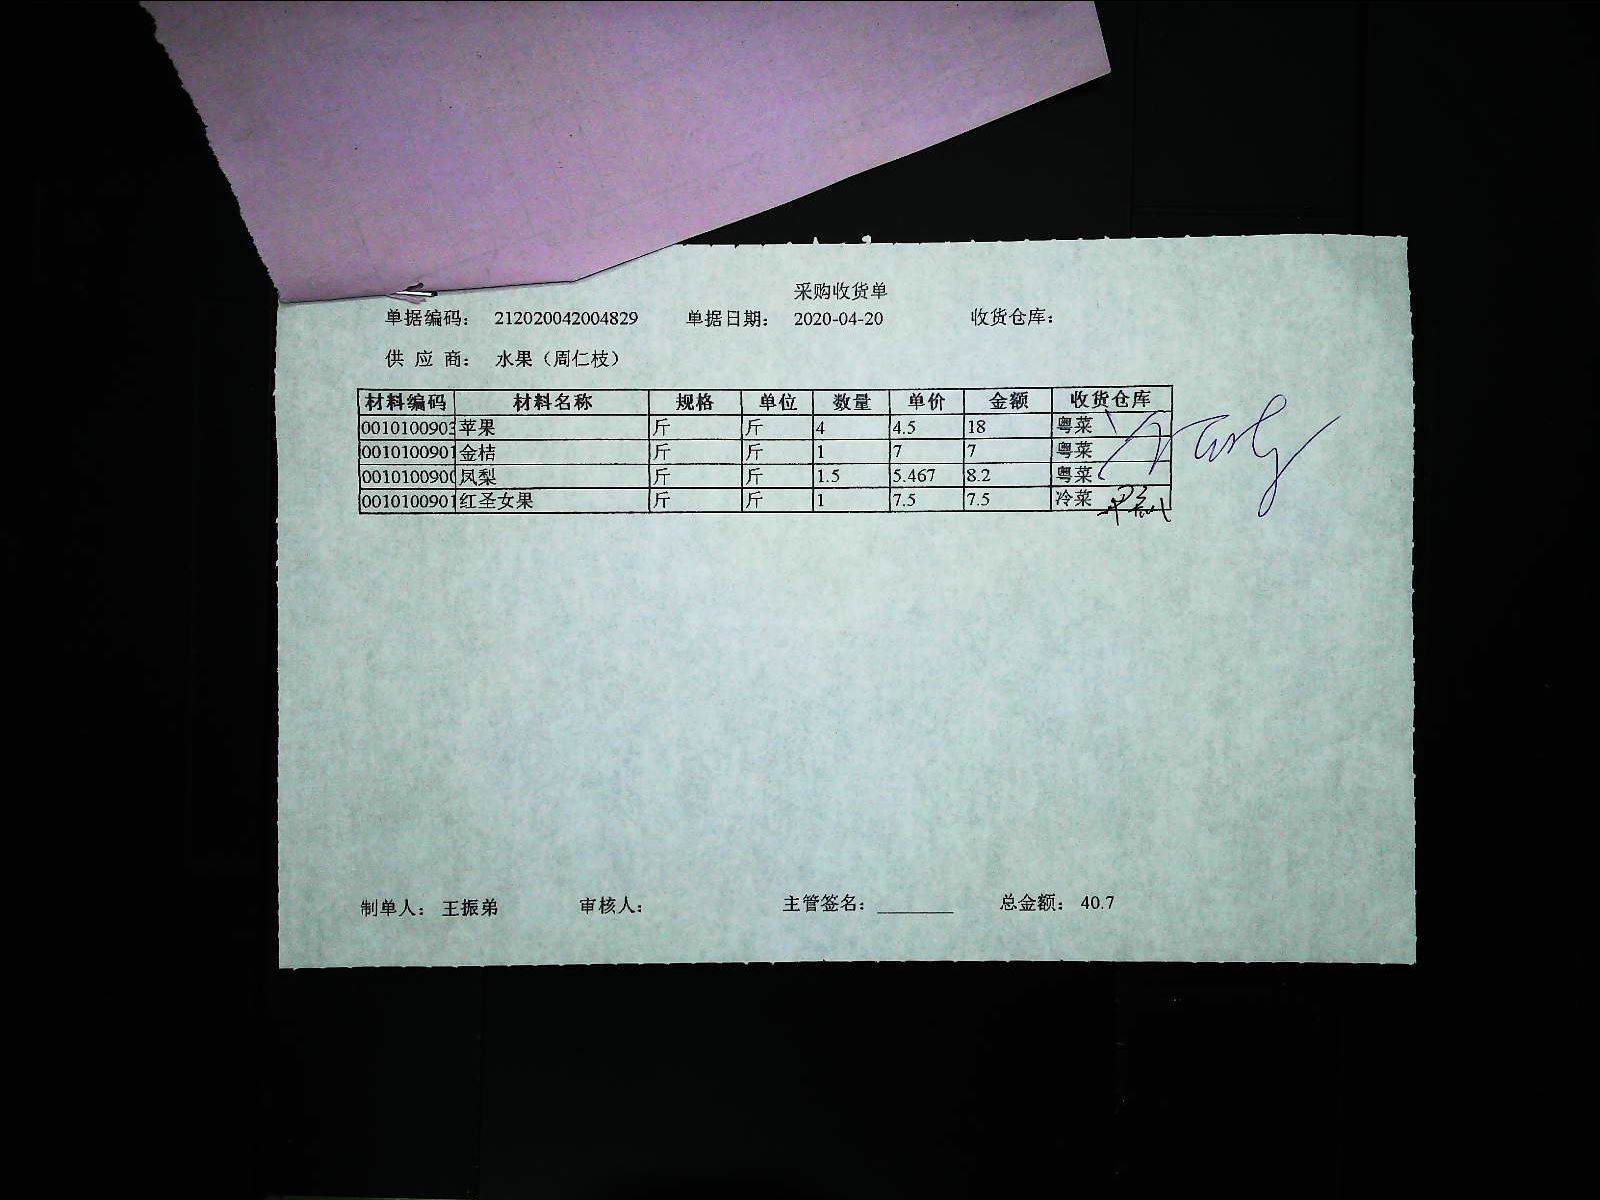 采购收货单
单据编码： 212020042004829 单据日期： 2020-04-20 收货仓库：
供 应 商： 水果（周仁枝）
材料编码 材料名称 规格 单位 数量 单价 金额 收货仓库
0010100903 苹果 斤 斤 4 4.5 18 粤菜
0010100901 金桔 斤 斤 1 7 7 粤菜
0010100900 凤梨 斤 斤 1.5 5.467 8.2 粤菜
0010100901 红圣女果 斤 斤 1 7.5 7.5 冷菜
制单人： 王振弟 审核人： 主管签名：________ 总金额： 40.7